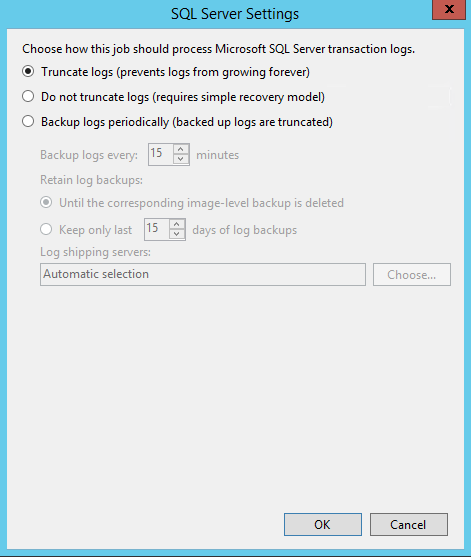 SQL Server Settings
x
Choose how this job should process Microsoft SQL Server transaction logs.
Truncate logs (prevents logs from growing forever)
Do not truncate logs (requires simple recovery model)
Backup logs periodically (backed up logs are truncated)
Backup logs every: 15 minutes
Retain log backups:
Until the corresponding image-level backup is deleted
Keep only last 15 days of log backups
Log shipping servers:
Automatic selection Choose...
OK Cancel